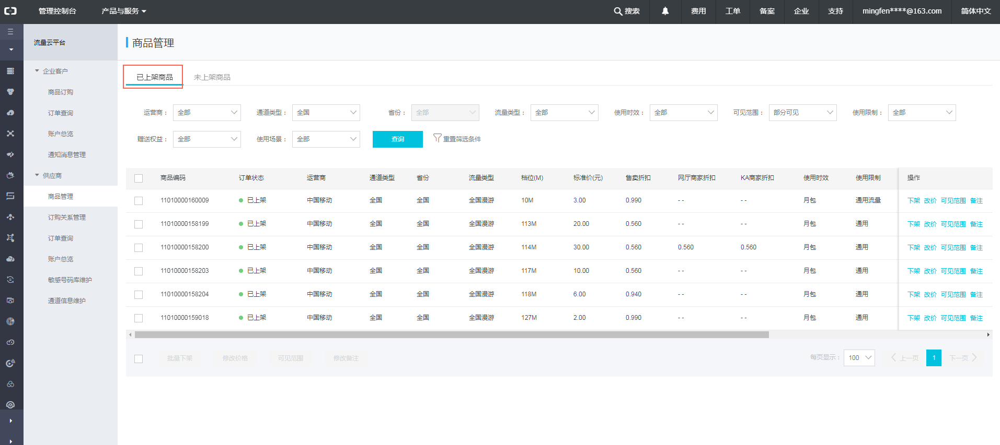 管理控制台 产品与服务 搜索 费用 工单 备案 企业 支持 mingfen****@163.com 简体中文
流量云平台
企业客户
商品订购
订单查询
账户总览
通知消息管理
供应商
商品管理
订购关系管理
订单查询
账户总览
敏感号码库维护
通道信息维护
商品管理
已上架商品 未上架商品
运营商： 全部 通道类型： 全国 省份： 全部 流量类型： 全部 使用时效： 全部 可见范围： 部分可见 使用限制： 全部
赠送权益： 全部 使用场景： 全部 查询 重置筛选条件
商品编码 订单状态 运营商 通道类型 省份 流量类型 档位(M) 标准价(元) 售卖折扣 网厅商家折扣 KA商家折扣 使用时效 使用限制 操作
11010000160009 已上架 中国移动 全国 全国 全国漫游 10M 3.00 0.990 - - - - 月包 通用流量 下架 改价 可见范围 备注
11010000158199 已上架 中国移动 全国 全国 全国漫游 113M 20.00 0.560 - - - - 月包 通用 下架 改价 可见范围 备注
11010000158200 已上架 中国移动 全国 全国 全国漫游 114M 30.00 0.560 0.560 0.560 月包 通用 下架 改价 可见范围 备注
11010000158203 已上架 中国移动 全国 全国 全国漫游 117M 10.00 0.560 - - - - 月包 通用 下架 改价 可见范围 备注
11010000158204 已上架 中国移动 全国 全国 全国漫游 118M 6.00 0.940 - - - - 月包 通用 下架 改价 可见范围 备注
11010000159018 已上架 中国移动 全国 全国 全国漫游 127M 2.00 0.990 - - - - 月包 通用 下架 改价 可见范围 备注
批量下架 修改价格 可见范围 修改备注 每页显示： 100 上一页 1 下一页